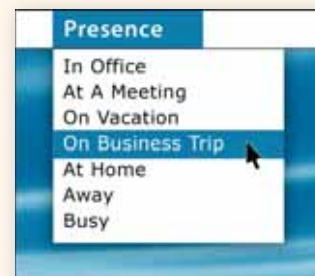 Presence
In Office
At A Meeting
On Vacation
On Business Trip
At Home
Away
Busy